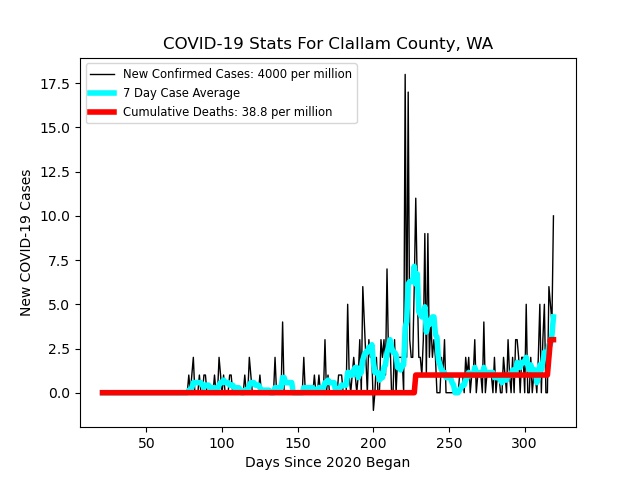 COVID-19 Stats For Clallam County, WA
New Confirmed Cases: 4000 per million
7 Day Case Average
Cumulative Deaths: 38.8 per million
New COVID-19 Cases
17.5
15.0
12.5
10.0
7.5
5.0
2.5
0.0
50 100 150 200 250 300
Days Since 2020 Began